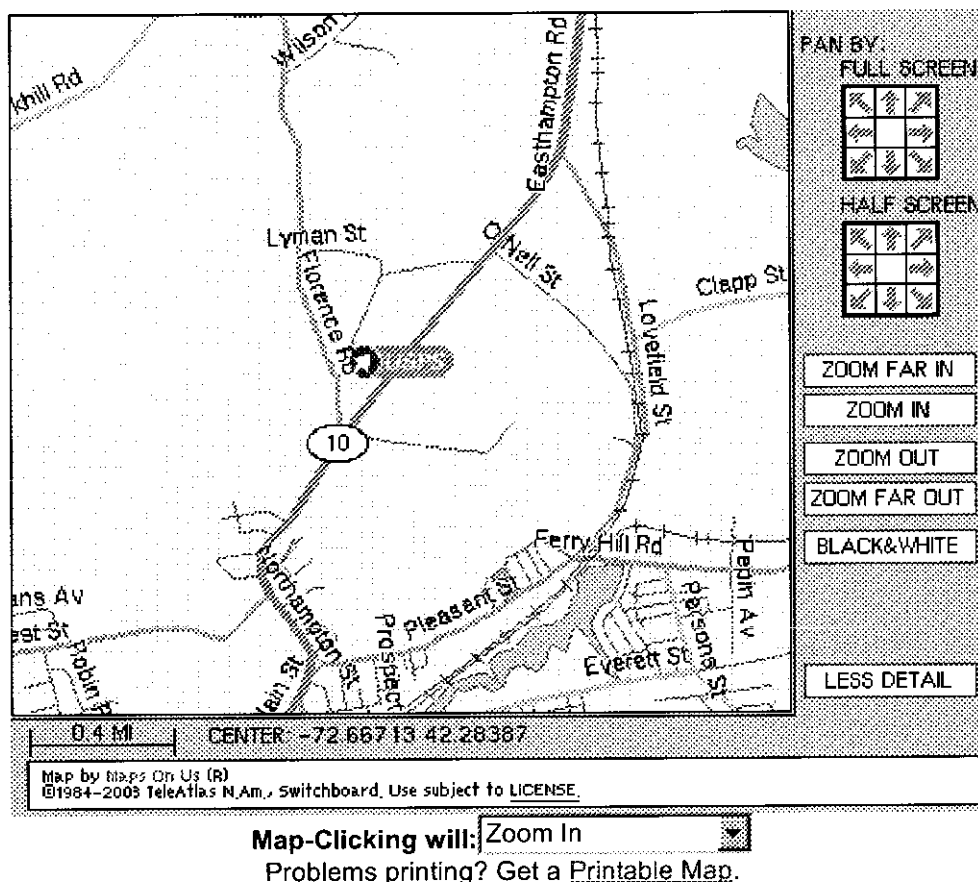 Wilson
khill Rd
Easthampton Rd
PAN BY:
FULL SCREEN
HALF SCREEN
Lyman St
O Neil St
Florence Rd
Clapp St
Lovefield St
10
ZOOM FAR IN
ZOOM IN
ZOOM OUT
ZOOM FAR OUT
BLACK&WHITE
Ferry Hill Rd
Pepin Av
ans Av
est St
Northampton St
Pleasant St
Parsons St
Robin R
Prospect
Everett St
Main St
LESS DETAIL
0.4 MI
CENTER: -72.66713 42.28387
Map by Maps On Us (R)
©1984-2003 TeleAtlas N.Am., Switchboard. Use subject to LICENSE.
Map-Clicking will: Zoom In
Problems printing? Get a Printable Map.